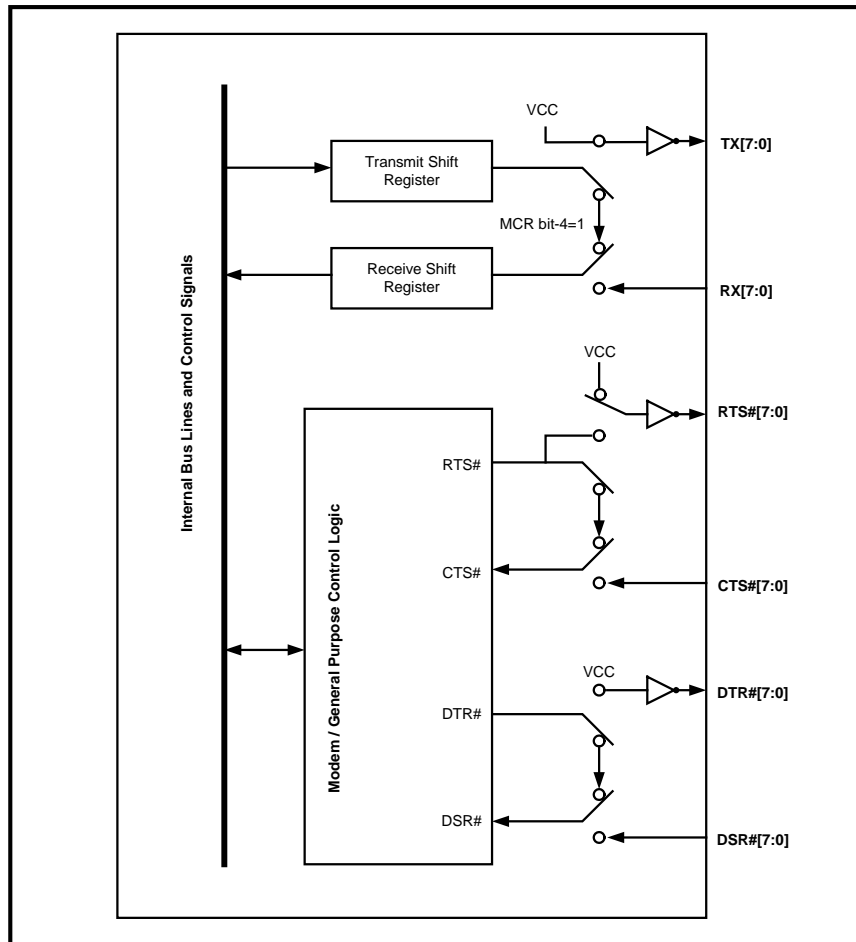 VCC
TX[7:0]
Transmit Shift
Register
MCR bit-4=1
Receive Shift
Register
RX[7:0]
Internal Bus Lines and Control Signals
VCC
RTS#[7:0]
RTS#
Modem / General Purpose Control Logic
CTS#
CTS#[7:0]
VCC
DTR#[7:0]
DTR#
DSR#
DSR#[7:0]